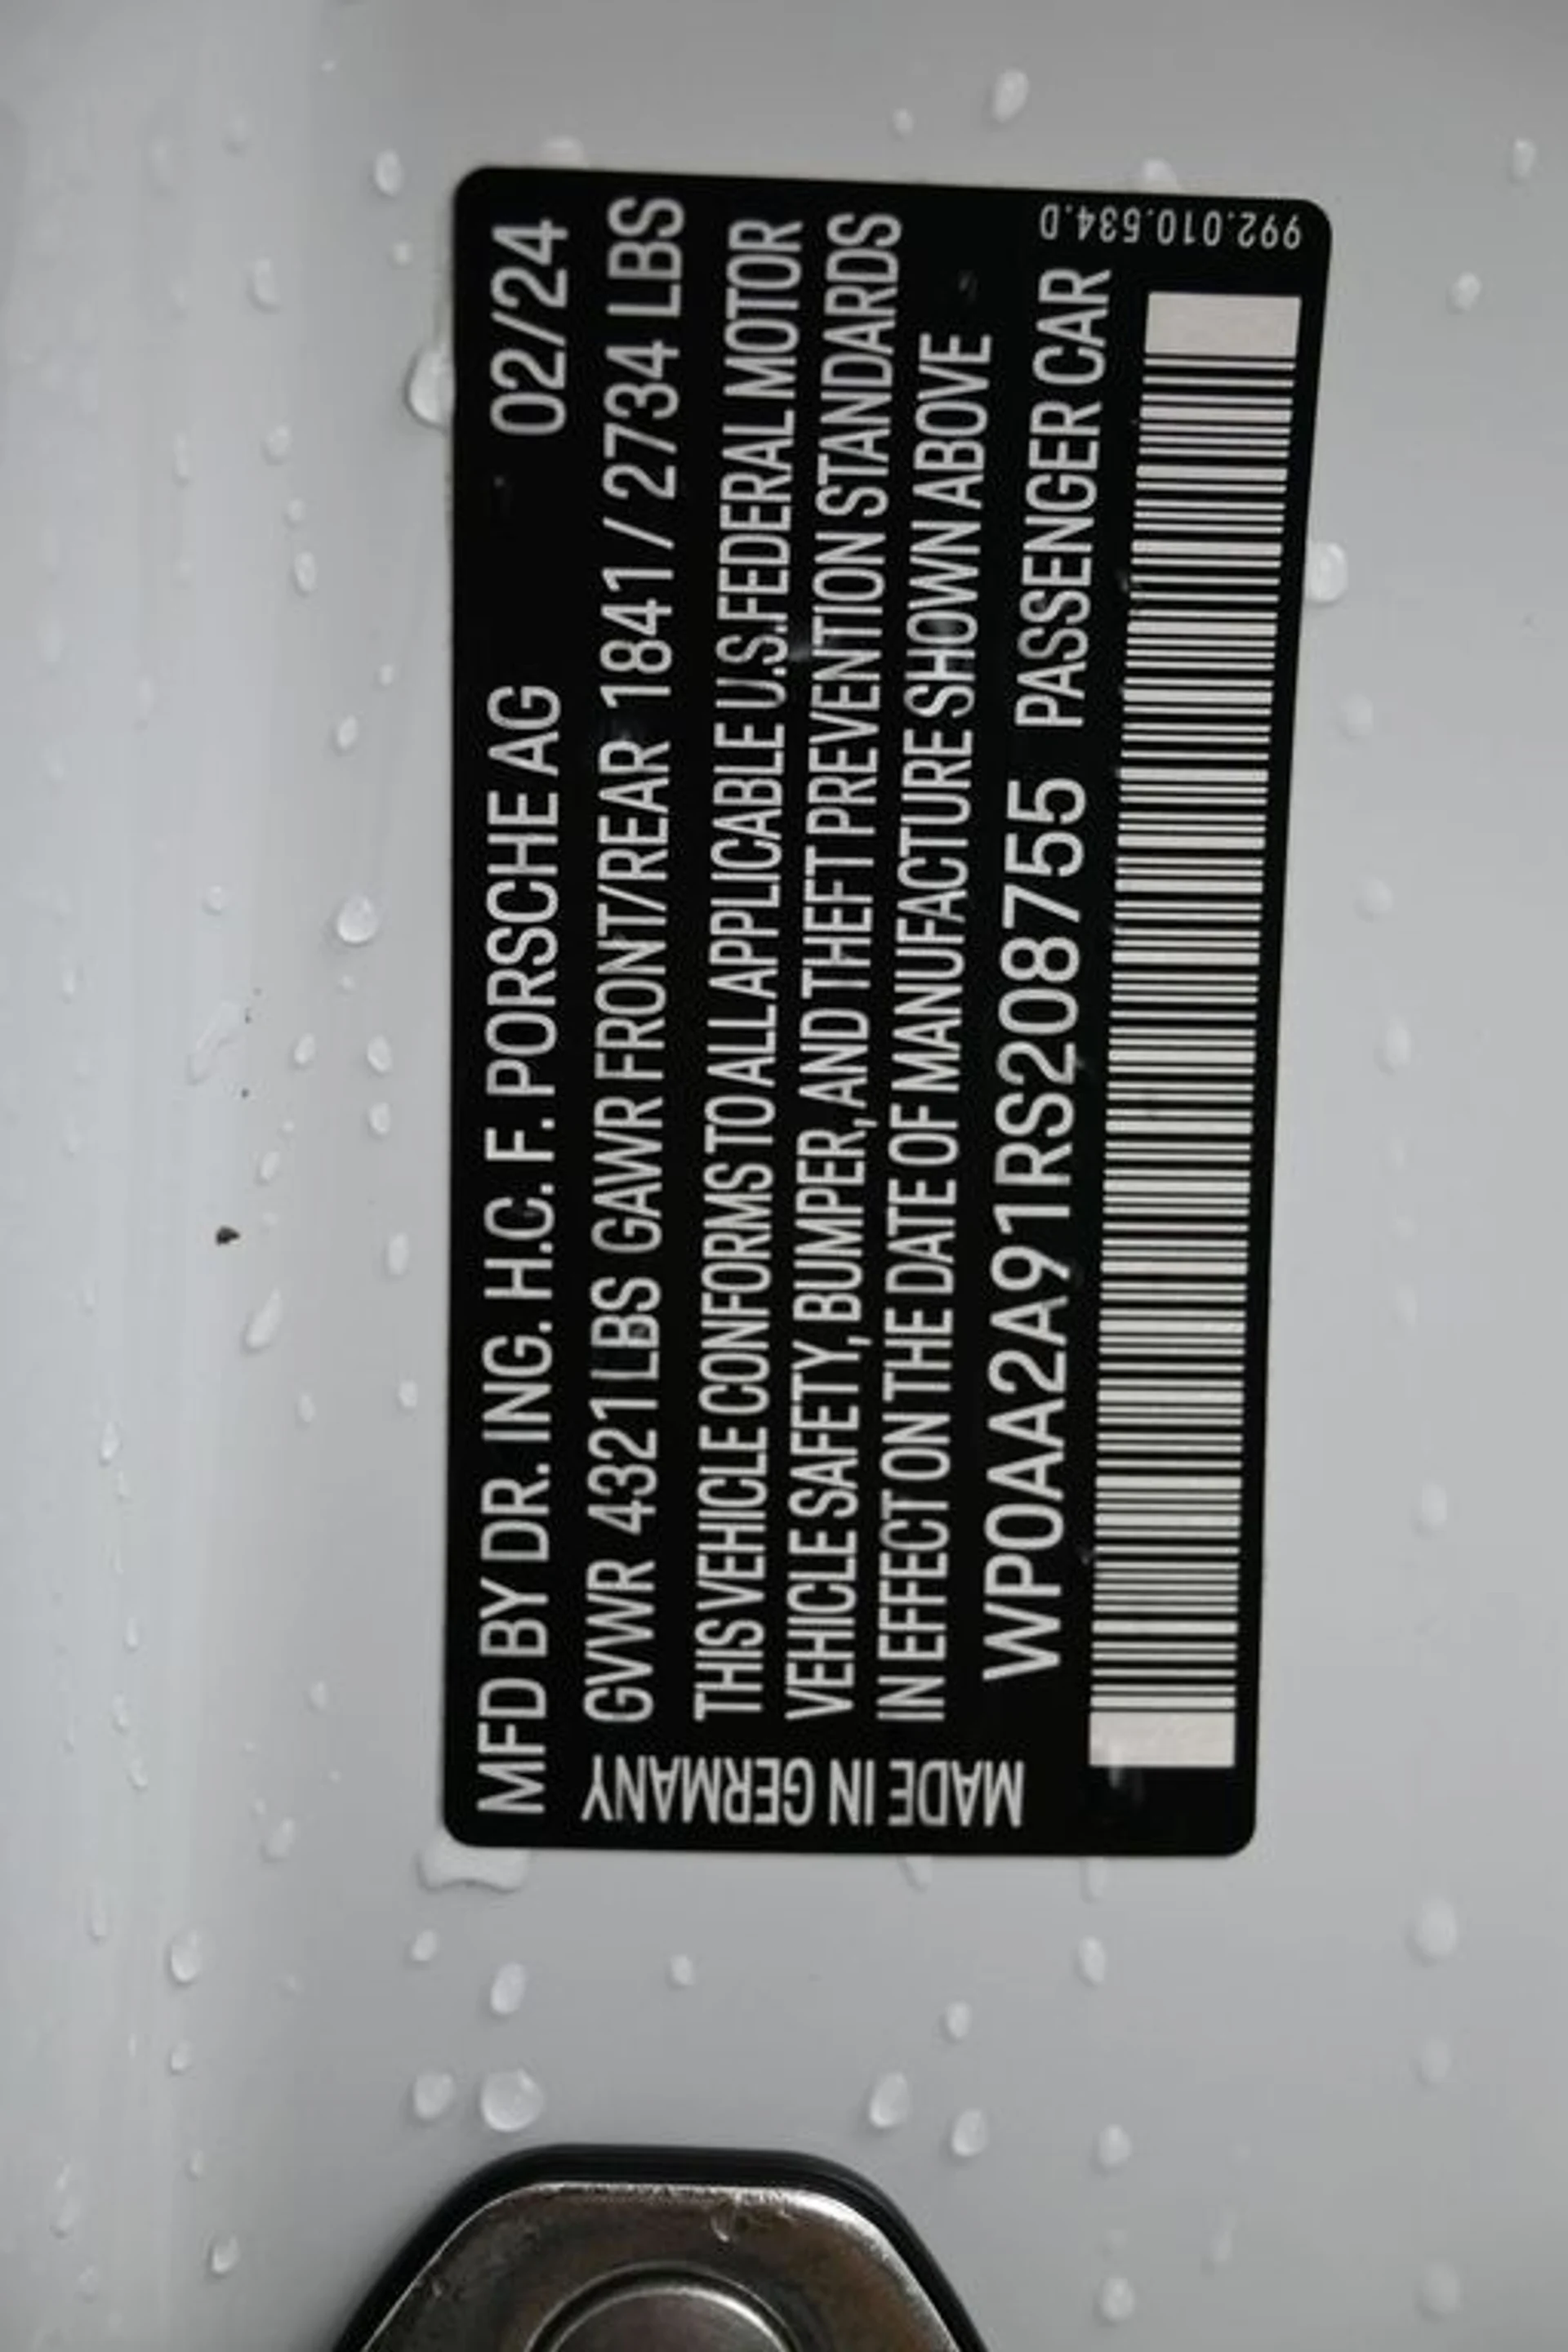 MFD BY DR. ING. H.C. F. PORSCHE AG 02/24
GVWR 4321 LBS GAWR FRONT/REAR 1841 / 2734 LBS
THIS VEHICLE CONFORMS TO ALL APPLICABLE U.S.FEDERAL MOTOR
VEHICLE SAFETY, BUMPER, AND THEFT PREVENTION STANDARDS
IN EFFECT ON THE DATE OF MANUFACTURE SHOWN ABOVE
WP0AA2A91RS208755 PASSENGER CAR
MADE IN GERMANY
992.010.534.D